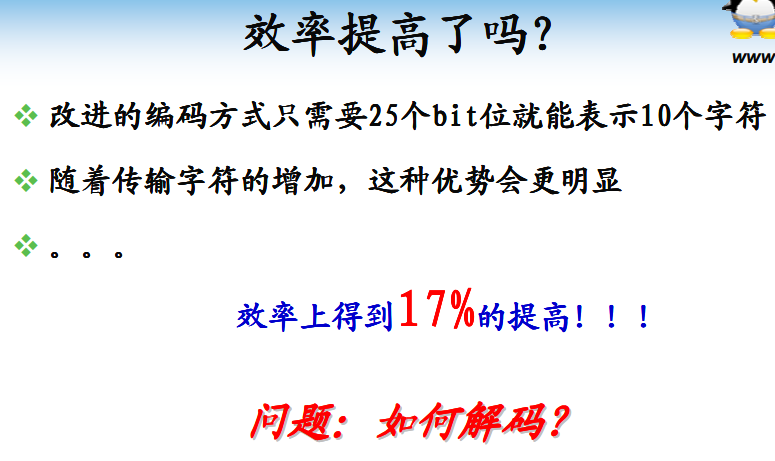 效率提高了吗?
www
改进的编码方式只需要25个bit位就能表示10个字符
随着传输字符的增加，这种优势会更明显
。。。
效率上得到17%的提高！！！
问题：如何解码？